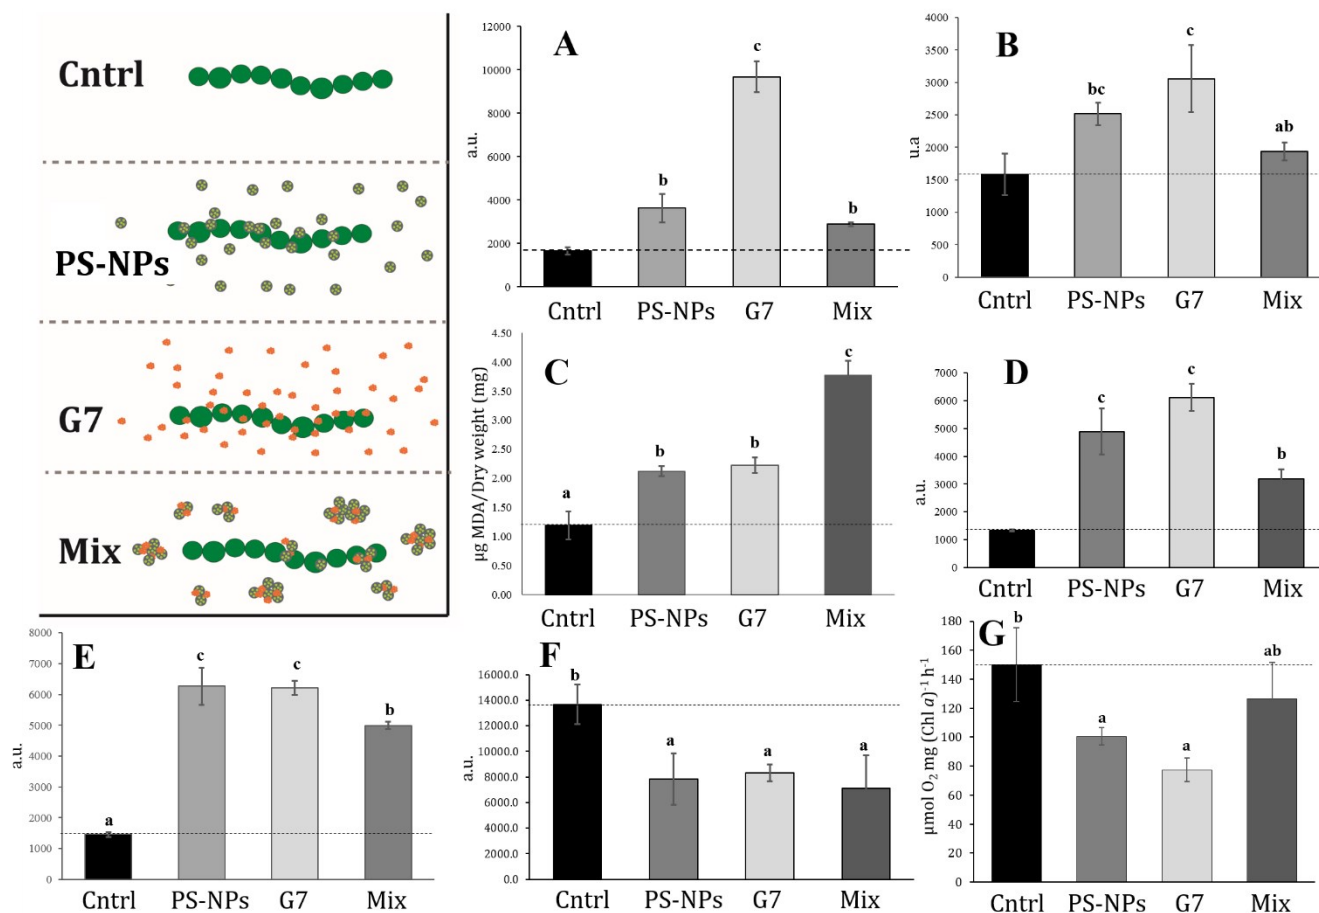 Cntrl
PS-NPs
G7
Mix
A
a.u.
12000
10000
8000
6000
4000
2000
0
b
c
b
Cntrl PS-NPs G7 Mix
B
u.a
4000
3500
3000
2500
2000
1500
1000
500
0
a
bc
c
ab
Cntrl PS-NPs G7 Mix
C
µg MDA/Dry weight (mg)
4.50
4.00
3.50
3.00
2.50
2.00
1.50
1.00
0.50
0.00
a
b
b
c
Cntrl PS-NPs G7 Mix
D
a.u.
7000
6000
5000
4000
3000
2000
1000
0
c
c
b
Cntrl PS-NPs G7 Mix
E
a.u.
8000
7000
6000
5000
4000
3000
2000
1000
0
a
c
c
b
Cntrl PS-NPs G7 Mix
F
a.u.
16000.0
14000.0
12000.0
10000.0
8000.0
6000.0
4000.0
2000.0
0.0
b
a
a
a
Cntrl PS-NPs G7 Mix
G
µmol O₂ mg (Chl a)⁻¹ h⁻¹
180
160
140
120
100
80
60
40
20
0
b
a
a
ab
Cntrl PS-NPs G7 Mix